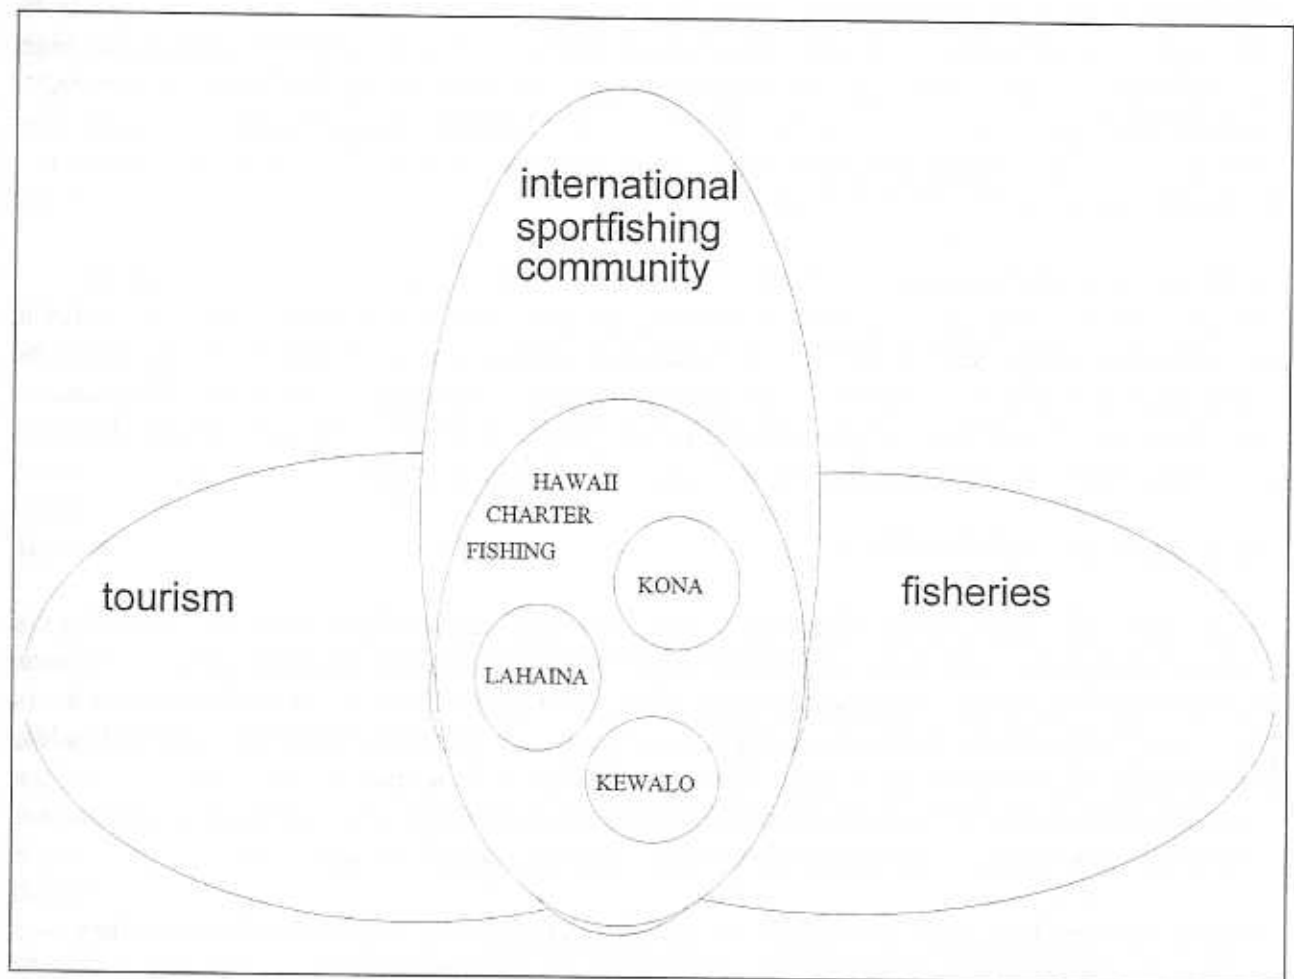 international
sportfishing
community
HAWAII
CHARTER
FISHING
KONA
tourism
fisheries
LAHAINA
KEWALO